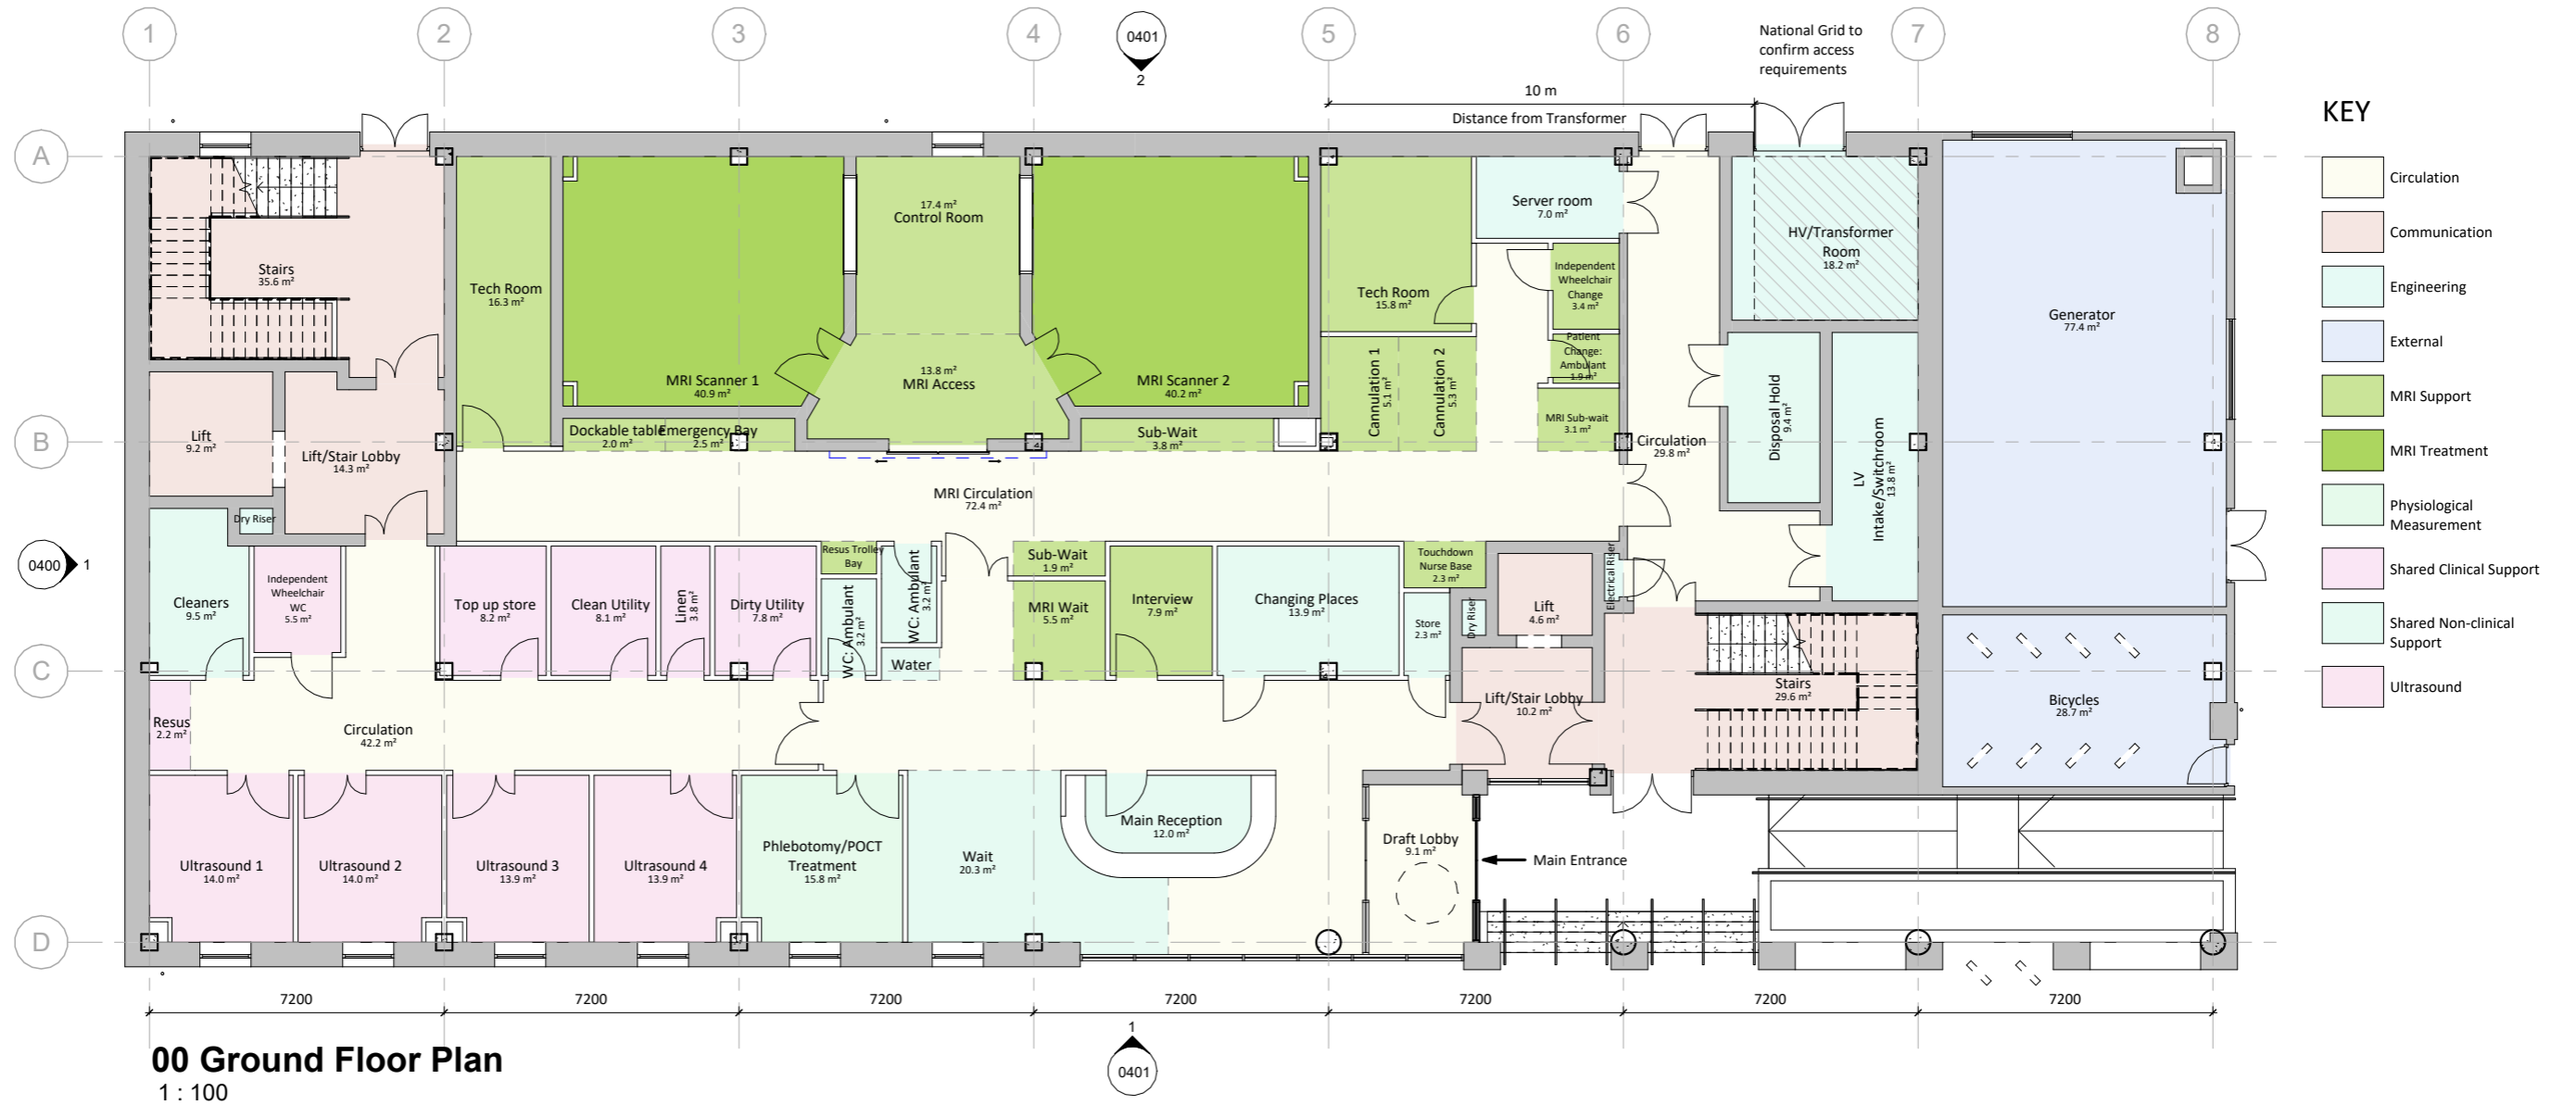 1
2
3
4
5
6
7
8
0401
2
National Grid to
confirm access
requirements
10 m
Distance from Transformer
KEY
Circulation
Communication
Engineering
External
MRI Support
MRI Treatment
Physiological
Measurement
Shared Clinical Support
Shared Non-clinical
Support
Ultrasound
A
B
C
D
0400
1
Stairs
35.6 m²
Tech Room
16.3 m²
MRI Scanner 1
40.9 m²
17.4 m²
Control Room
13.8 m²
MRI Access
MRI Scanner 2
40.2 m²
Tech Room
15.8 m²
Server room
7.0 m²
Independent
Wheelchair
Change
3.4 m²
Patient
Change:
Ambulant
1.9 m²
Cannulation 1
5.1 m²
Cannulation 2
5.3 m²
MRI Sub-wait
3.1 m²
HV/Transformer
Room
18.2 m²
Generator
77.4 m²
Disposal Hold
9.4 m²
LV
Intake/Switchroom
13.8 m²
Circulation
29.8 m²
Lift
9.2 m²
Lift/Stair Lobby
14.3 m²
Dockable table
2.0 m²
Emergency Bay
2.5 m²
Sub-Wait
3.8 m²
MRI Circulation
72.4 m²
Dry Riser
Cleaners
9.5 m²
Independent
Wheelchair
WC
5.5 m²
Top up store
8.2 m²
Clean Utility
8.1 m²
Linen
3.8 m²
Dirty Utility
7.8 m²
Resus Trolley
Bay
WC: Ambulant
3.2 m²
WC: Ambulant
3.2 m²
Water
Sub-Wait
1.9 m²
MRI Wait
5.5 m²
Interview
7.9 m²
Changing Places
13.9 m²
Touchdown
Nurse Base
2.3 m²
Store
2.3 m²
Dry Riser
Lift
4.6 m²
Electrical Riser
Lift/Stair Lobby
10.2 m²
Stairs
29.6 m²
Bicycles
28.7 m²
Resus
2.2 m²
Circulation
42.2 m²
Ultrasound 1
14.0 m²
Ultrasound 2
14.0 m²
Ultrasound 3
13.9 m²
Ultrasound 4
13.9 m²
Phlebotomy/POCT
Treatment
15.8 m²
Wait
20.3 m²
Main Reception
12.0 m²
Draft Lobby
9.1 m²
Main Entrance
7200
7200
7200
7200
7200
7200
7200
1
0401
00 Ground Floor Plan
1 : 100